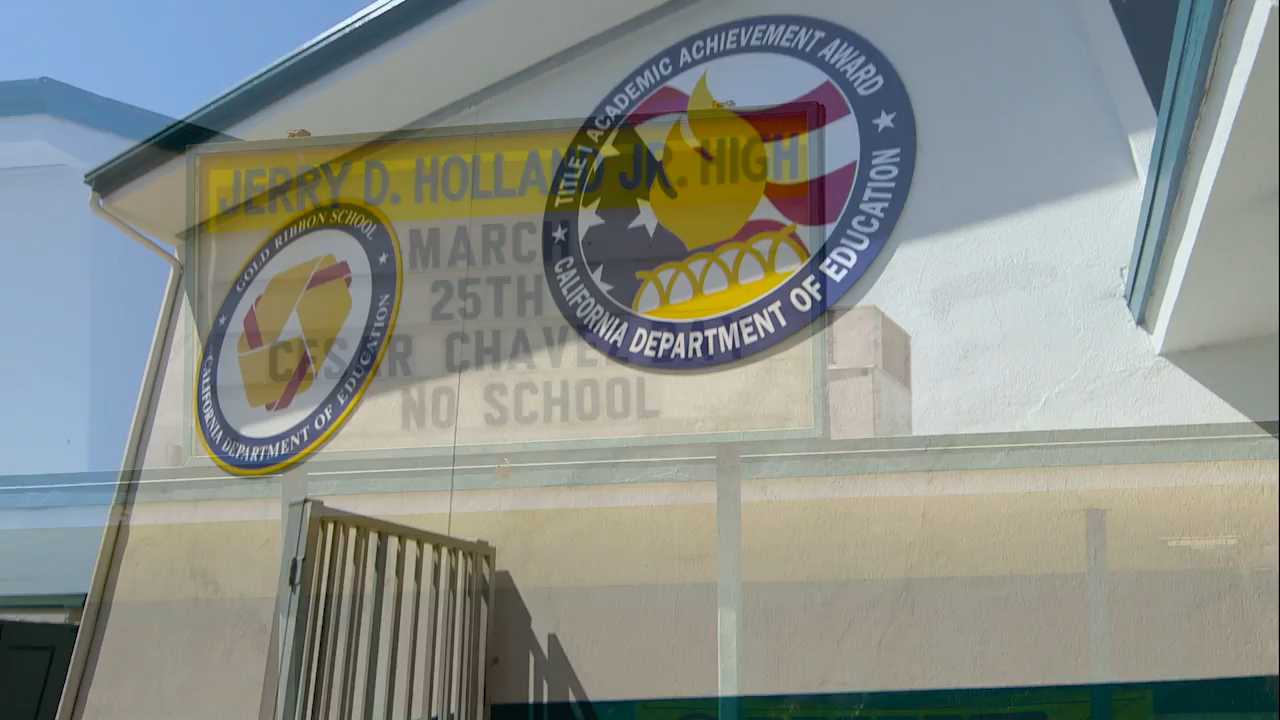 TITLE I ACADEMIC ACHIEVEMENT AWARD
CALIFORNIA DEPARTMENT OF EDUCATION
JERRY D. HOLLAND JR. HIGH
GOLD RIBBON SCHOOL
CALIFORNIA DEPARTMENT OF EDUCATION
MARCH
25TH
CESAR CHAVEZ DAY
NO SCHOOL